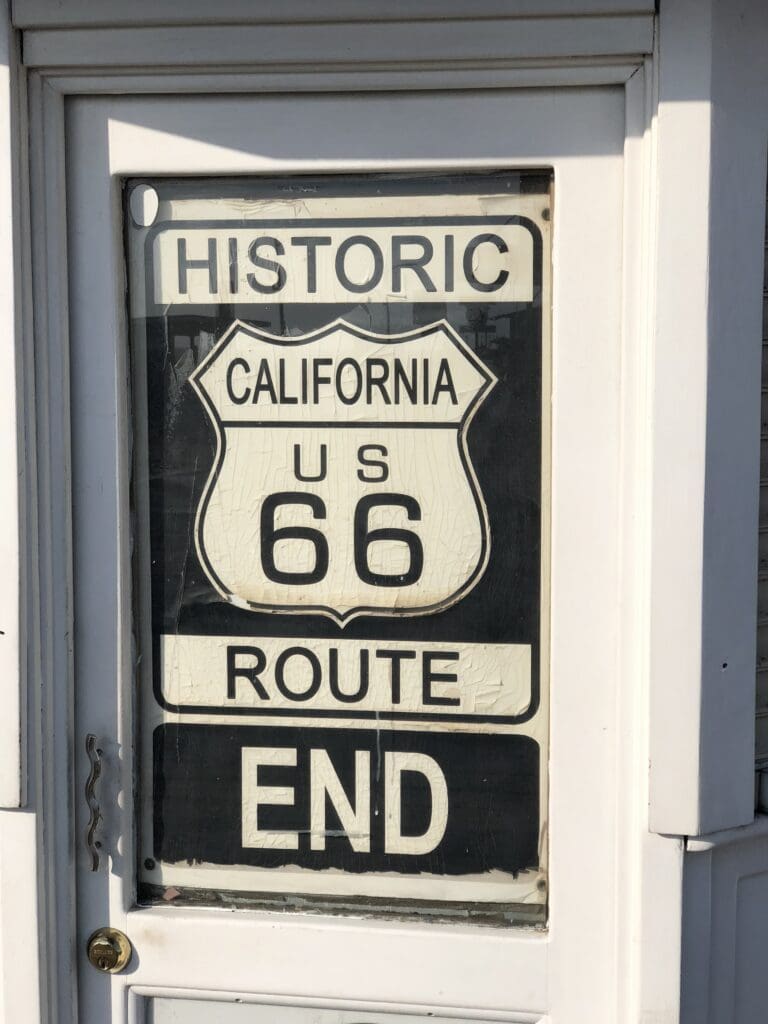 HISTORIC
CALIFORNIA
US
66
ROUTE
END